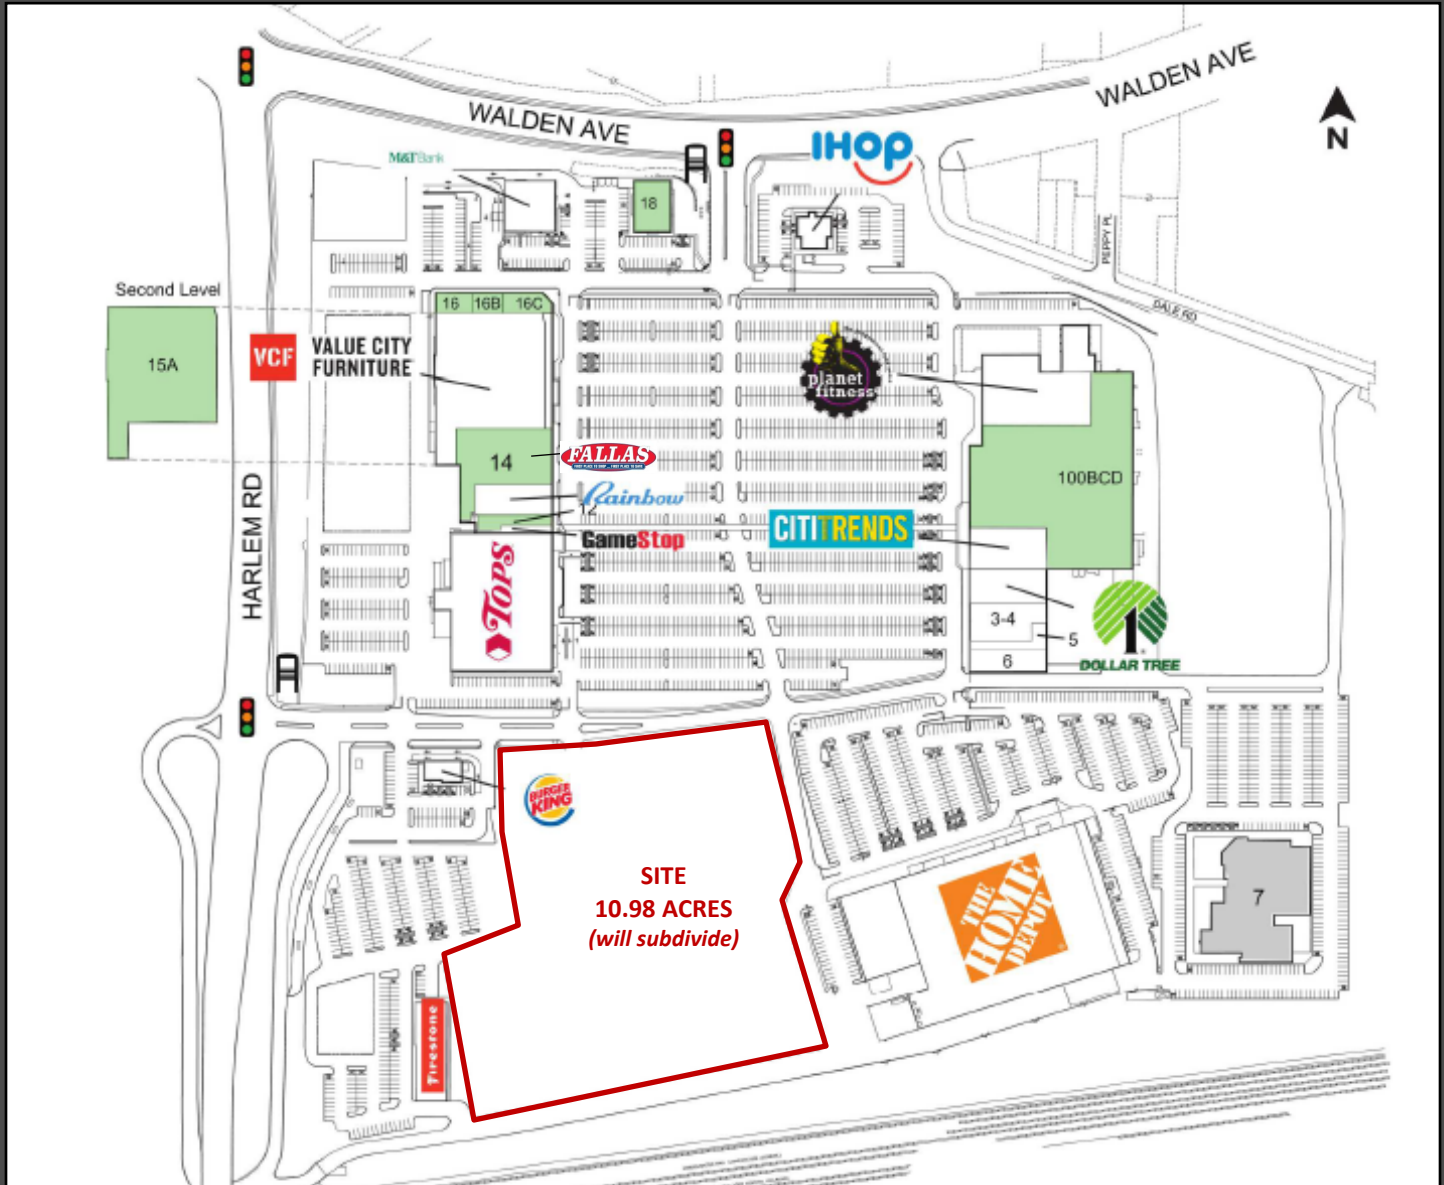 WALDEN AVE
WALDEN AVE
N
M&T Bank
IHOP
18
PEPPY PL
DALE RD
Second Level
15A
16
16B
16C
VCF
VALUE CITY
FURNITURE
planet
fitness
14
FALLAS
100BCD
Rainbow
12
GameStop
CITITRENDS
HARLEM RD
TOPS
3-4
5
6
1
DOLLAR TREE
BURGER
KING
SITE
10.98 ACRES
(will subdivide)
THE
HOME
DEPOT
7
Firestone